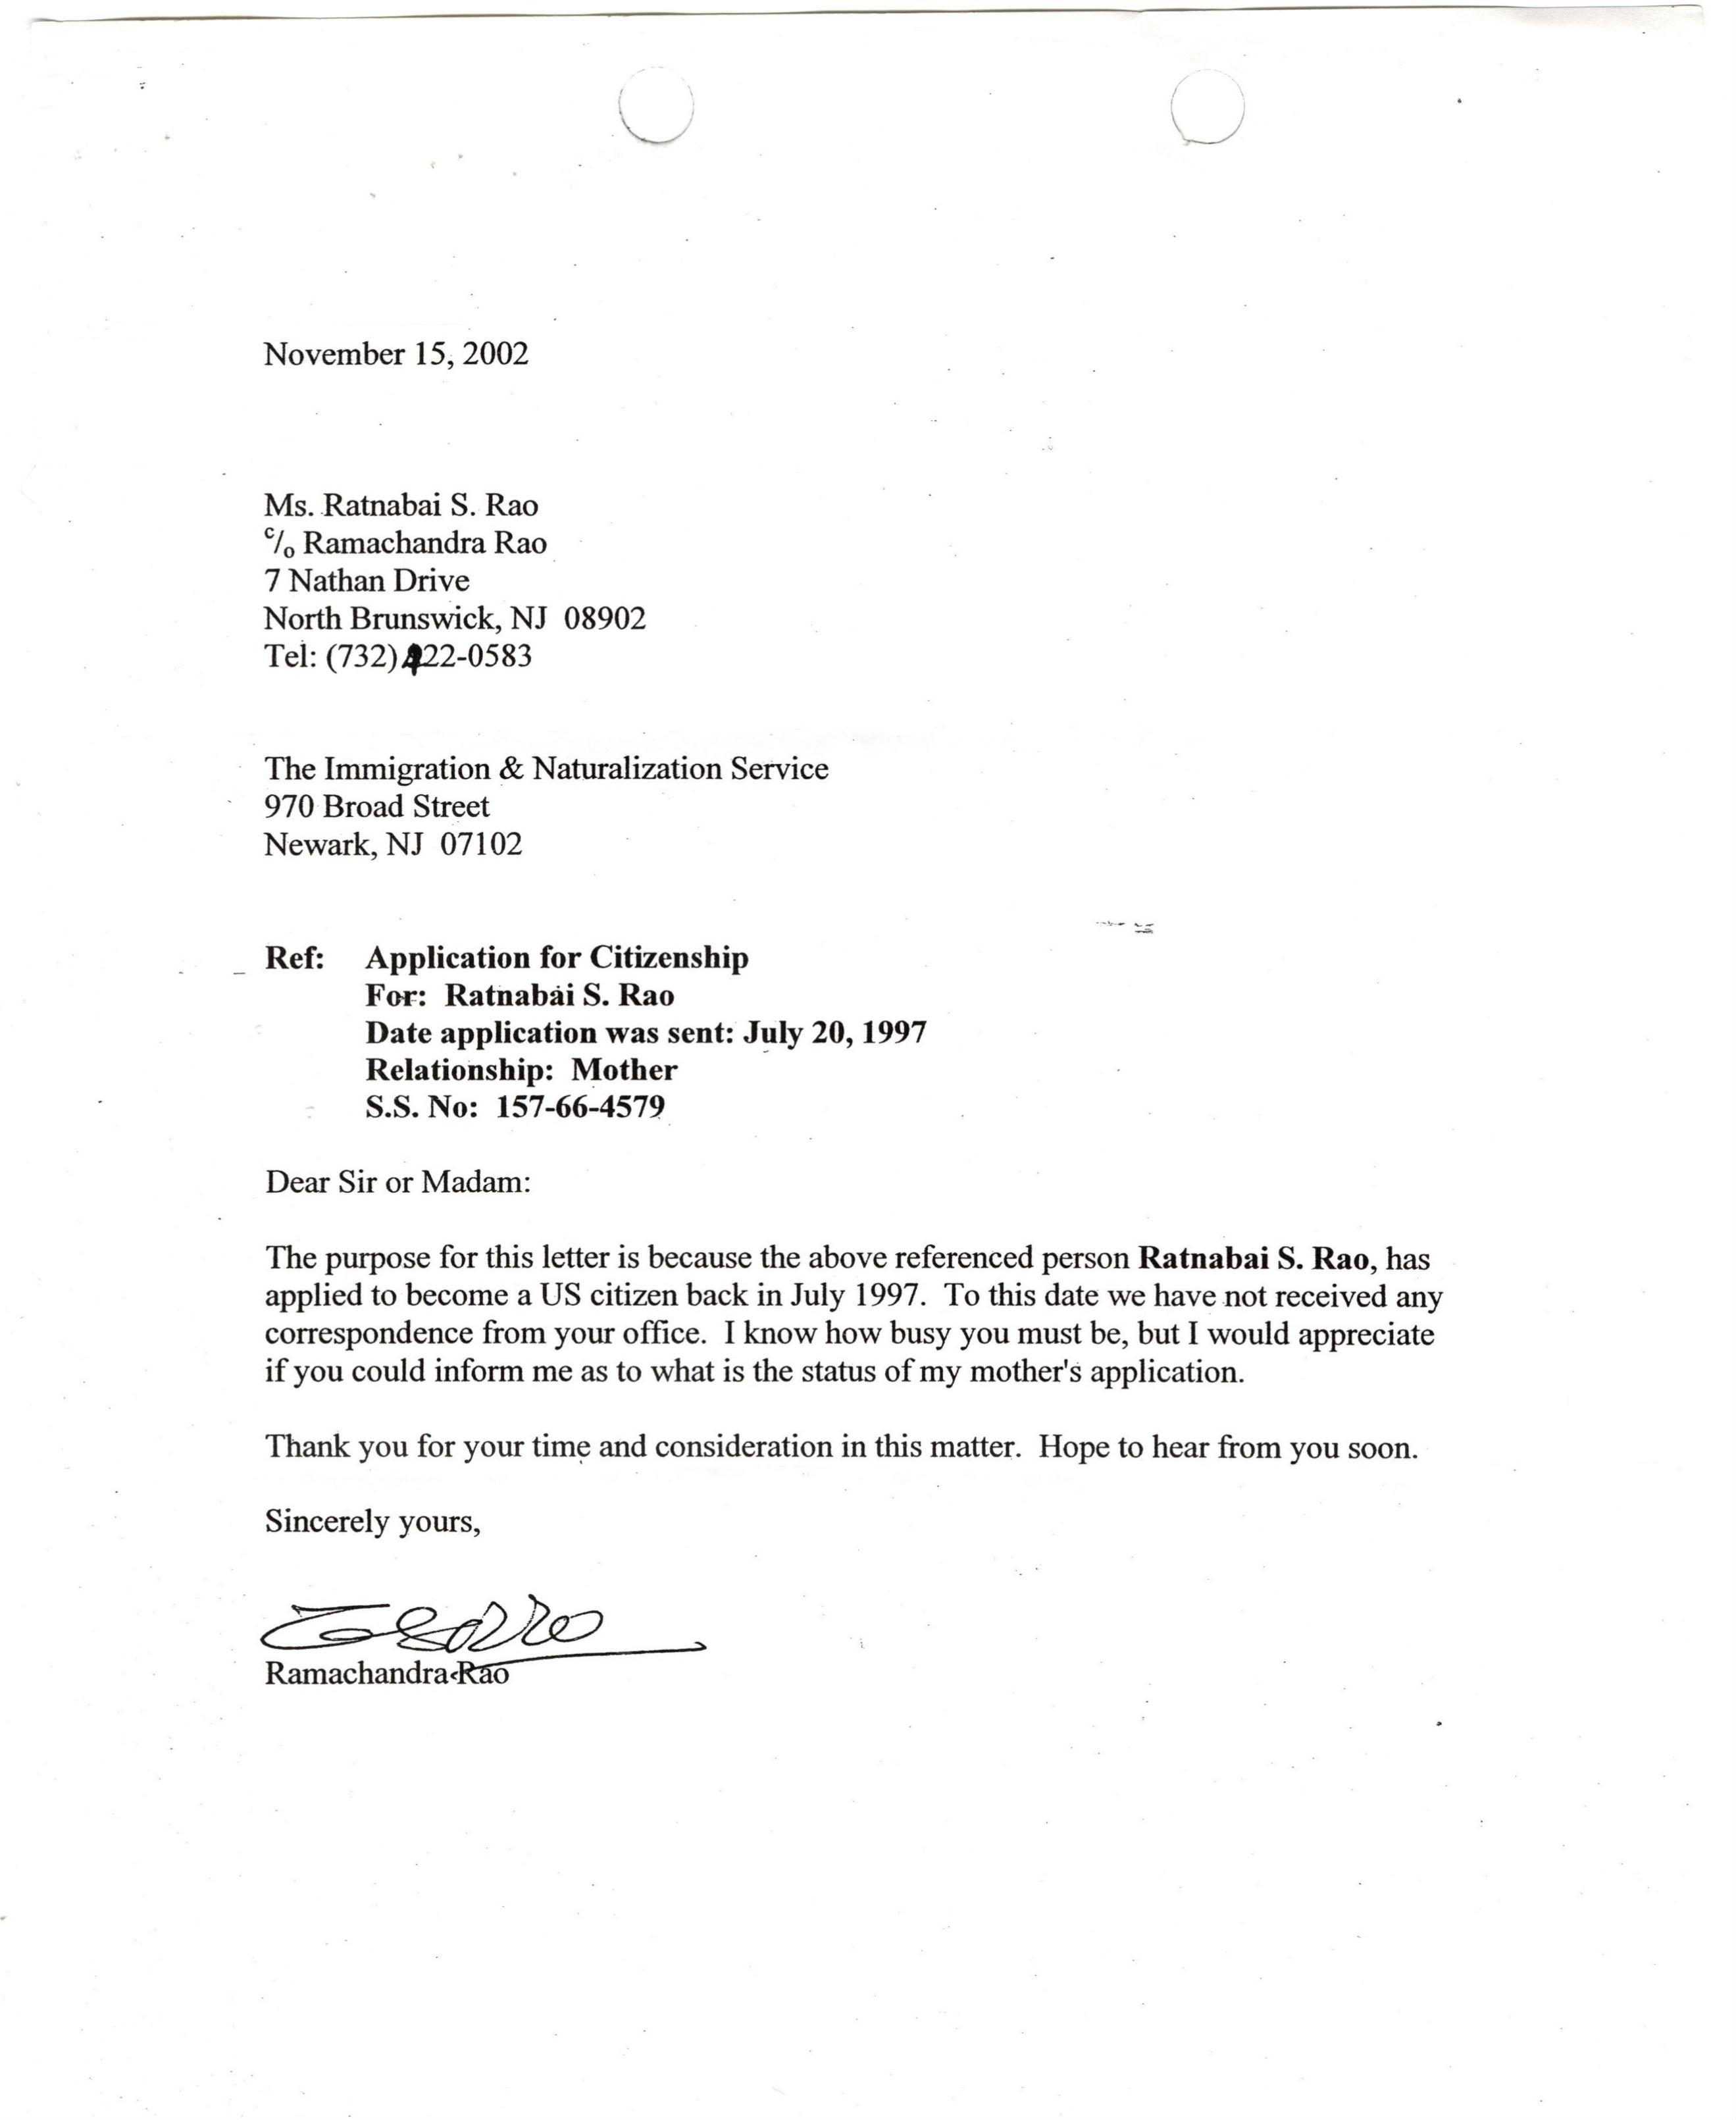 November 15, 2002
Ms. Ratnabai S. Rao
c/o Ramachandra Rao
7 Nathan Drive
North Brunswick, NJ  08902
Tel: (732) 422-0583
The Immigration & Naturalization Service
970 Broad Street
Newark, NJ  07102
Ref:    Application for Citizenship
For:  Ratnabai S. Rao
Date application was sent: July 20, 1997
Relationship:  Mother
S.S. No:  157-66-4579
Dear Sir or Madam:
The purpose for this letter is because the above referenced person Ratnabai S. Rao, has
applied to become a US citizen back in July 1997.  To this date we have not received any
correspondence from your office.  I know how busy you must be, but I would appreciate
if you could inform me as to what is the status of my mother's application.
Thank you for your time and consideration in this matter.  Hope to hear from you soon.
Sincerely yours,
Ramachandra Rao